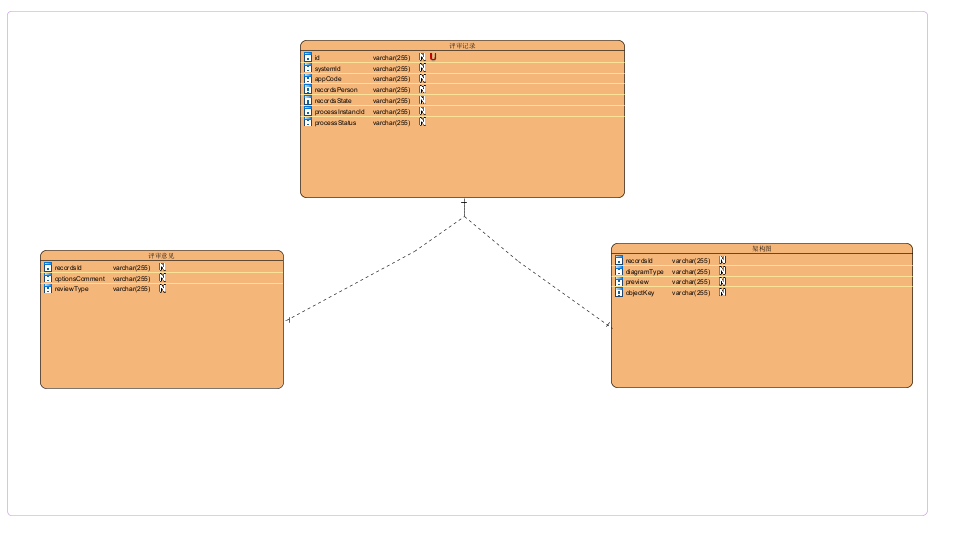 评审记录
id varchar(255) N U
systemId varchar(255) N
appCode varchar(255) N
recordsPerson varchar(255) N
recordsState varchar(255) N
processInstancId varchar(255) N
processStatus varchar(255) N
评审意见
recordsId varchar(255) N
optionsComment varchar(255) N
reviewType varchar(255) N
架构图
recordsId varchar(255) N
diagramType varchar(255) N
preview varchar(255) N
objectKey varchar(255) N